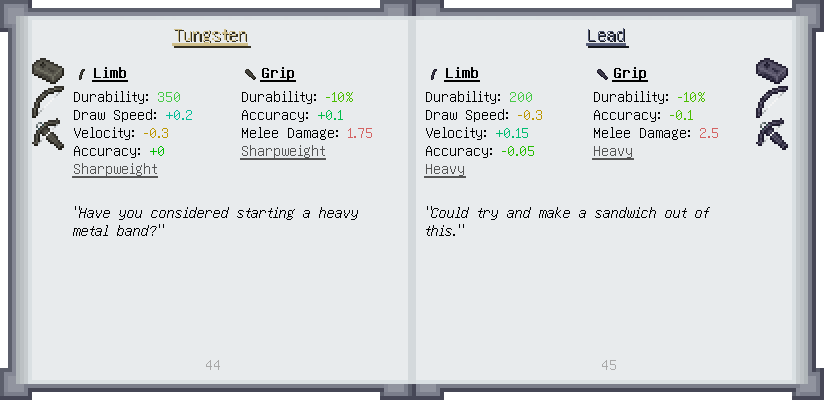 Tungsten
Limb
Durability: 350
Draw Speed: +0.2
Velocity: -0.3
Accuracy: +0
Sharpweight
Grip
Durability: -10%
Accuracy: +0.1
Melee Damage: 1.75
Sharpweight
"Have you considered starting a heavy
metal band?"
44
Lead
Limb
Durability: 200
Draw Speed: -0.3
Velocity: +0.15
Accuracy: -0.05
Heavy
Grip
Durability: -10%
Accuracy: -0.1
Melee Damage: 2.5
Heavy
"Could try and make a sandwich out of
this."
45